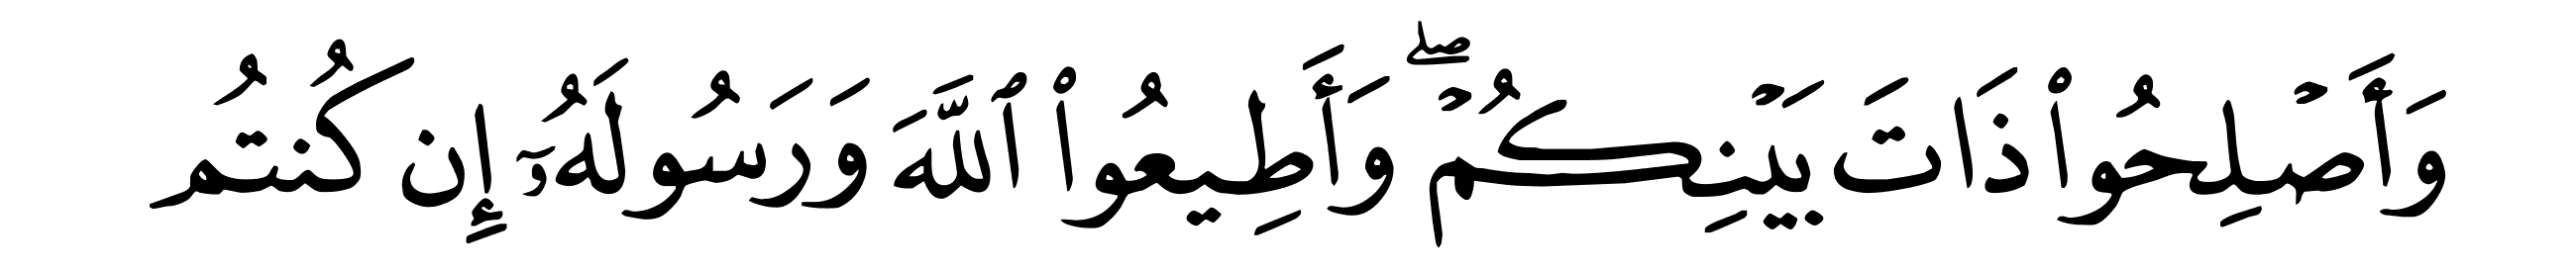 وَأَصۡلِحُواْ ذَاتَ بَيۡنِكُمۡۖ وَأَطِيعُواْ ٱللَّهَ وَرَسُولَهُۥٓ إِن كُنتُم